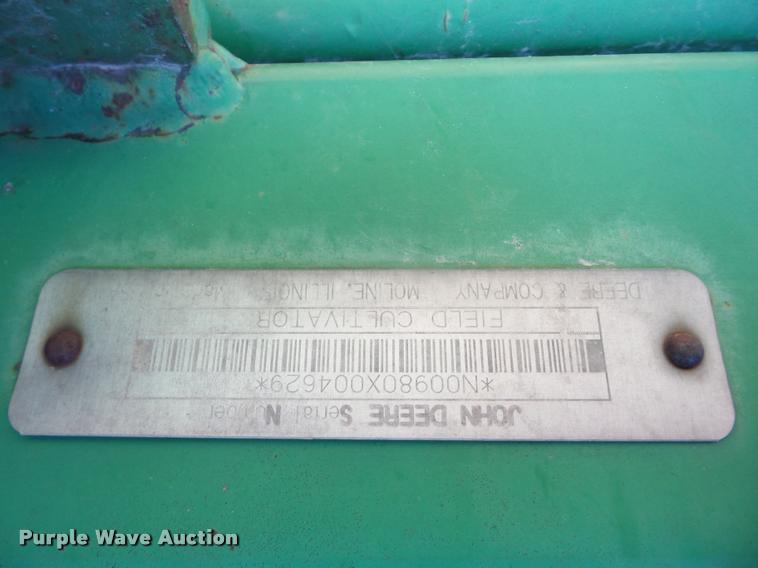 JOHN DEERE Serial Number
*N00980X004629*
FIELD CULTIVATOR
DEERE & COMPANY MOLINE, ILLINOIS
Purple Wave Auction